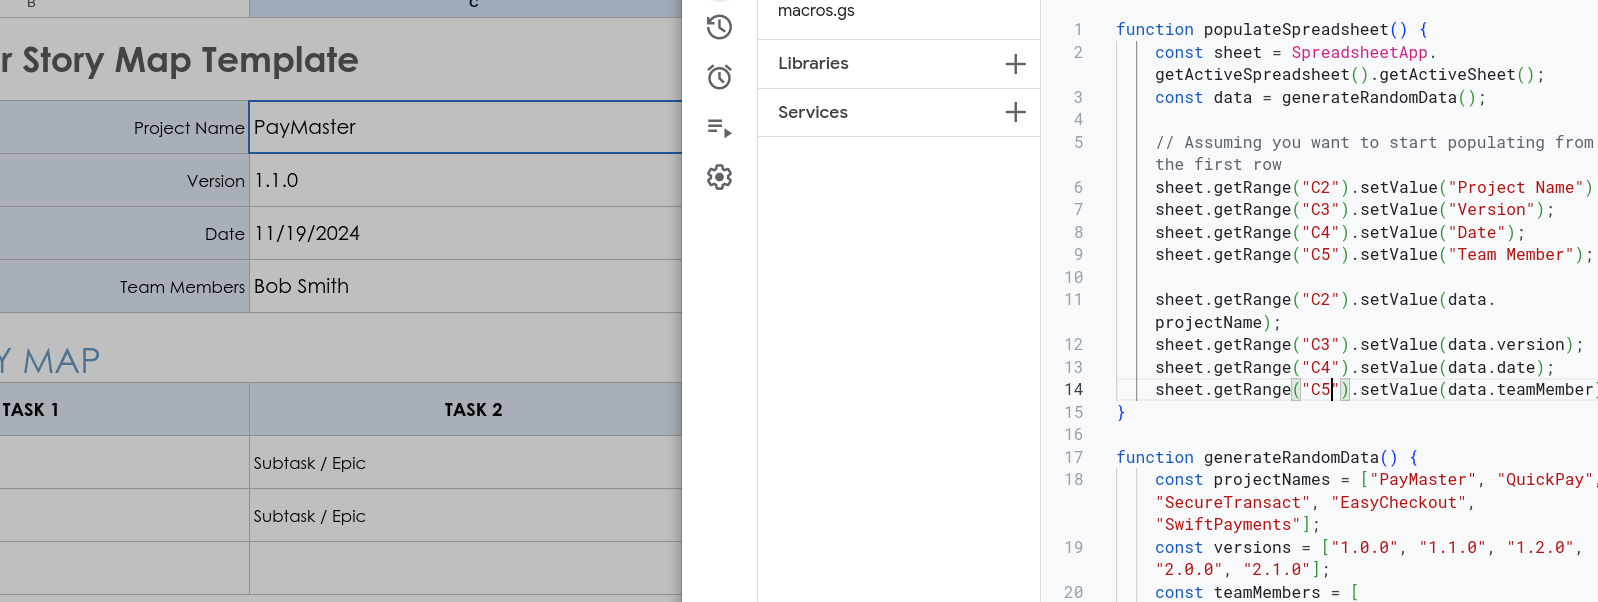 B
C
r Story Map Template
Project Name PayMaster
Version 1.1.0
Date 11/19/2024
Team Members Bob Smith
Y MAP
TASK 1 TASK 2
Subtask / Epic
Subtask / Epic
macros.gs
Libraries
Services
1 function populateSpreadsheet() {
2 const sheet = SpreadsheetApp.
getActiveSpreadsheet().getActiveSheet();
3 const data = generateRandomData();
4
5 // Assuming you want to start populating from
the first row
6 sheet.getRange("C2").setValue("Project Name")
7 sheet.getRange("C3").setValue("Version");
8 sheet.getRange("C4").setValue("Date");
9 sheet.getRange("C5").setValue("Team Member");
10
11 sheet.getRange("C2").setValue(data.
projectName);
12 sheet.getRange("C3").setValue(data.version);
13 sheet.getRange("C4").setValue(data.date);
14 sheet.getRange("C5").setValue(data.teamMember)
15 }
16
17 function generateRandomData() {
18 const projectNames = ["PayMaster", "QuickPay",
"SecureTransact", "EasyCheckout",
"SwiftPayments"];
19 const versions = ["1.0.0", "1.1.0", "1.2.0",
"2.0.0", "2.1.0"];
20 const teamMembers = [